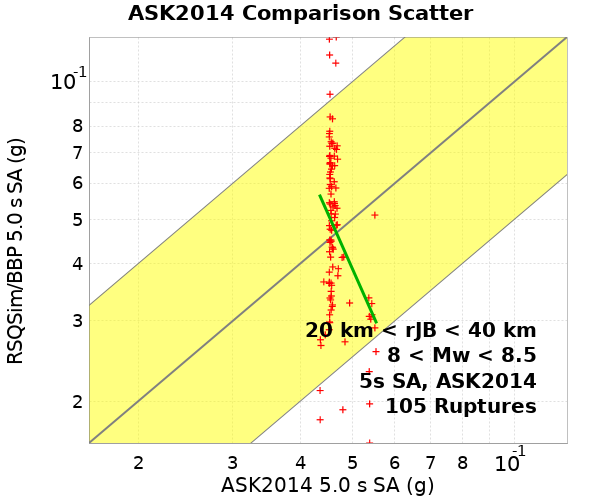 ASK2014 Comparison Scatter
RSQSim/BBP 5.0 s SA (g)
10-1
8
7
6
5
4
3
2
20 km < rJB < 40 km
8 < Mw < 8.5
5s SA, ASK2014
105 Ruptures
2 3 4 5 6 7 8 10-1
ASK2014 5.0 s SA (g)